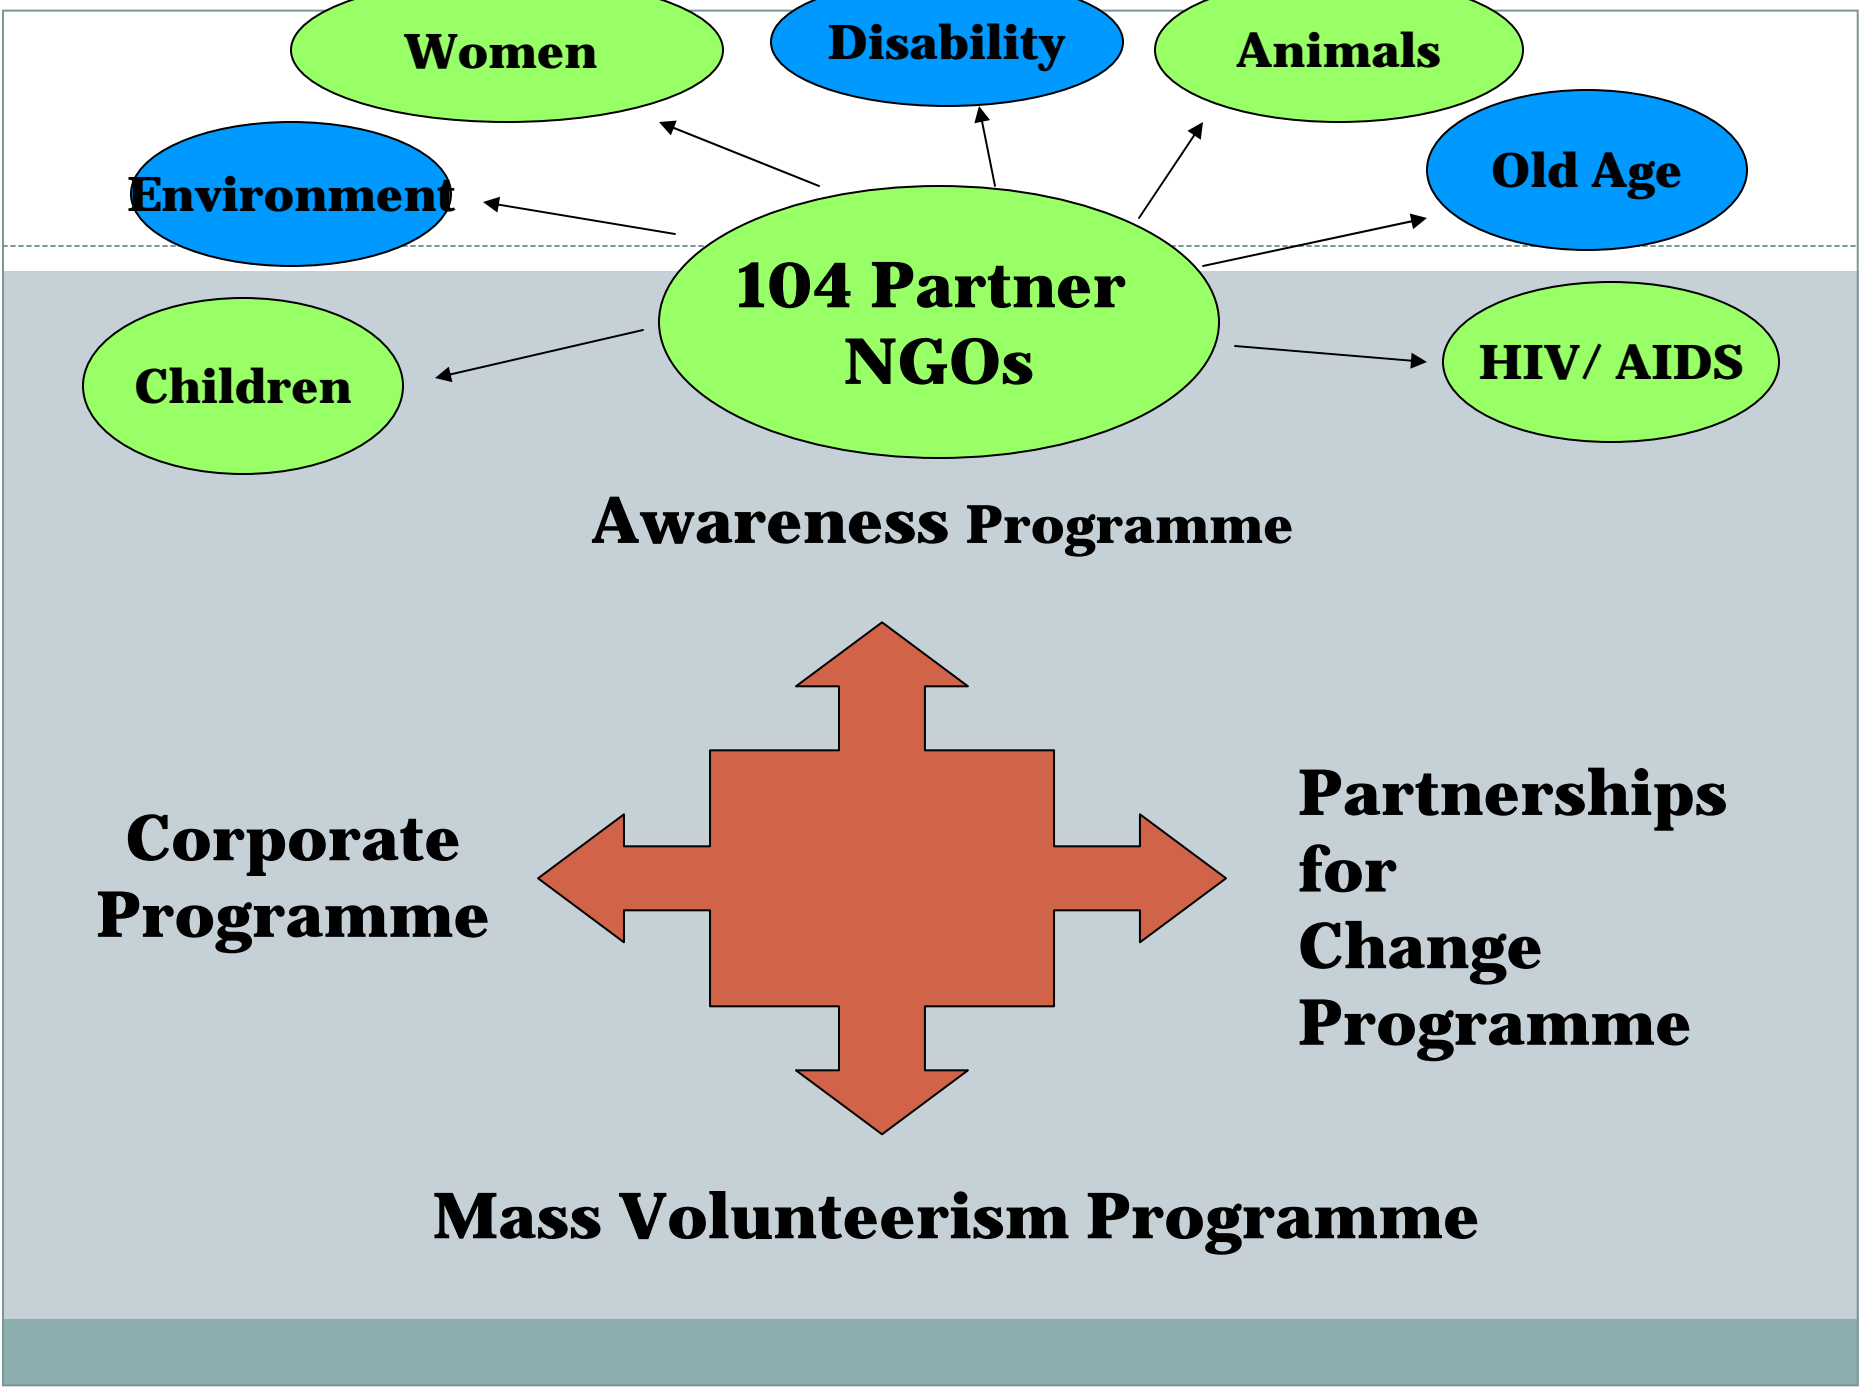 Women
Disability
Animals
Environment
Old Age
104 Partner
NGOs
Children
HIV/ AIDS
Awareness Programme
Corporate
Programme
Partnerships
for
Change
Programme
Mass Volunteerism Programme